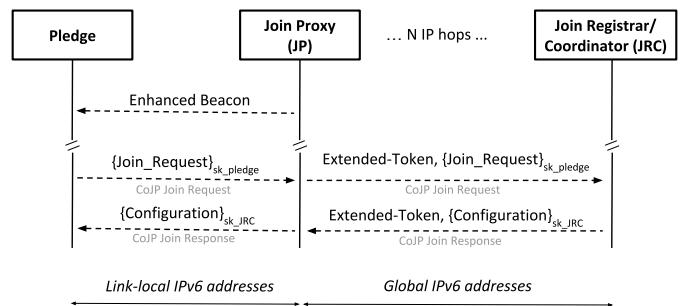 Pledge
Join Proxy
(JP)
... N IP hops ...
Join Registrar/
Coordinator (JRC)
Enhanced Beacon
{Join_Request}sk_pledge
CoJP Join Request
Extended-Token, {Join_Request}sk_pledge
CoJP Join Request
{Configuration}sk_JRC
CoJP Join Response
Extended-Token, {Configuration}sk_JRC
CoJP Join Response
Link-local IPv6 addresses
Global IPv6 addresses